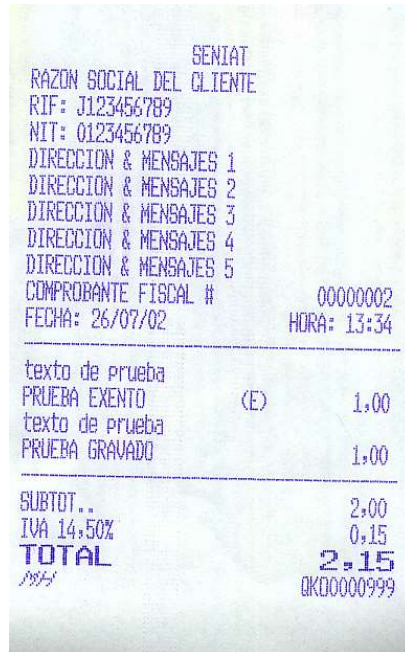 SENIAT
RAZON SOCIAL DEL CLIENTE
RIF: J123456789
NIT: 0123456789
DIRECCION & MENSAJES 1
DIRECCION & MENSAJES 2
DIRECCION & MENSAJES 3
DIRECCION & MENSAJES 4
DIRECCION & MENSAJES 5
COMPROBANTE FISCAL # 00000002
FECHA: 26/07/02 HORA: 13:34
texto de prueba
PRUEBA EXENTO (E) 1,00
texto de prueba
PRUEBA GRAVADO 1,00
SUBTOT.. 2,00
IVA 14,50% 0,15
TOTAL 2,15
QKO0000999